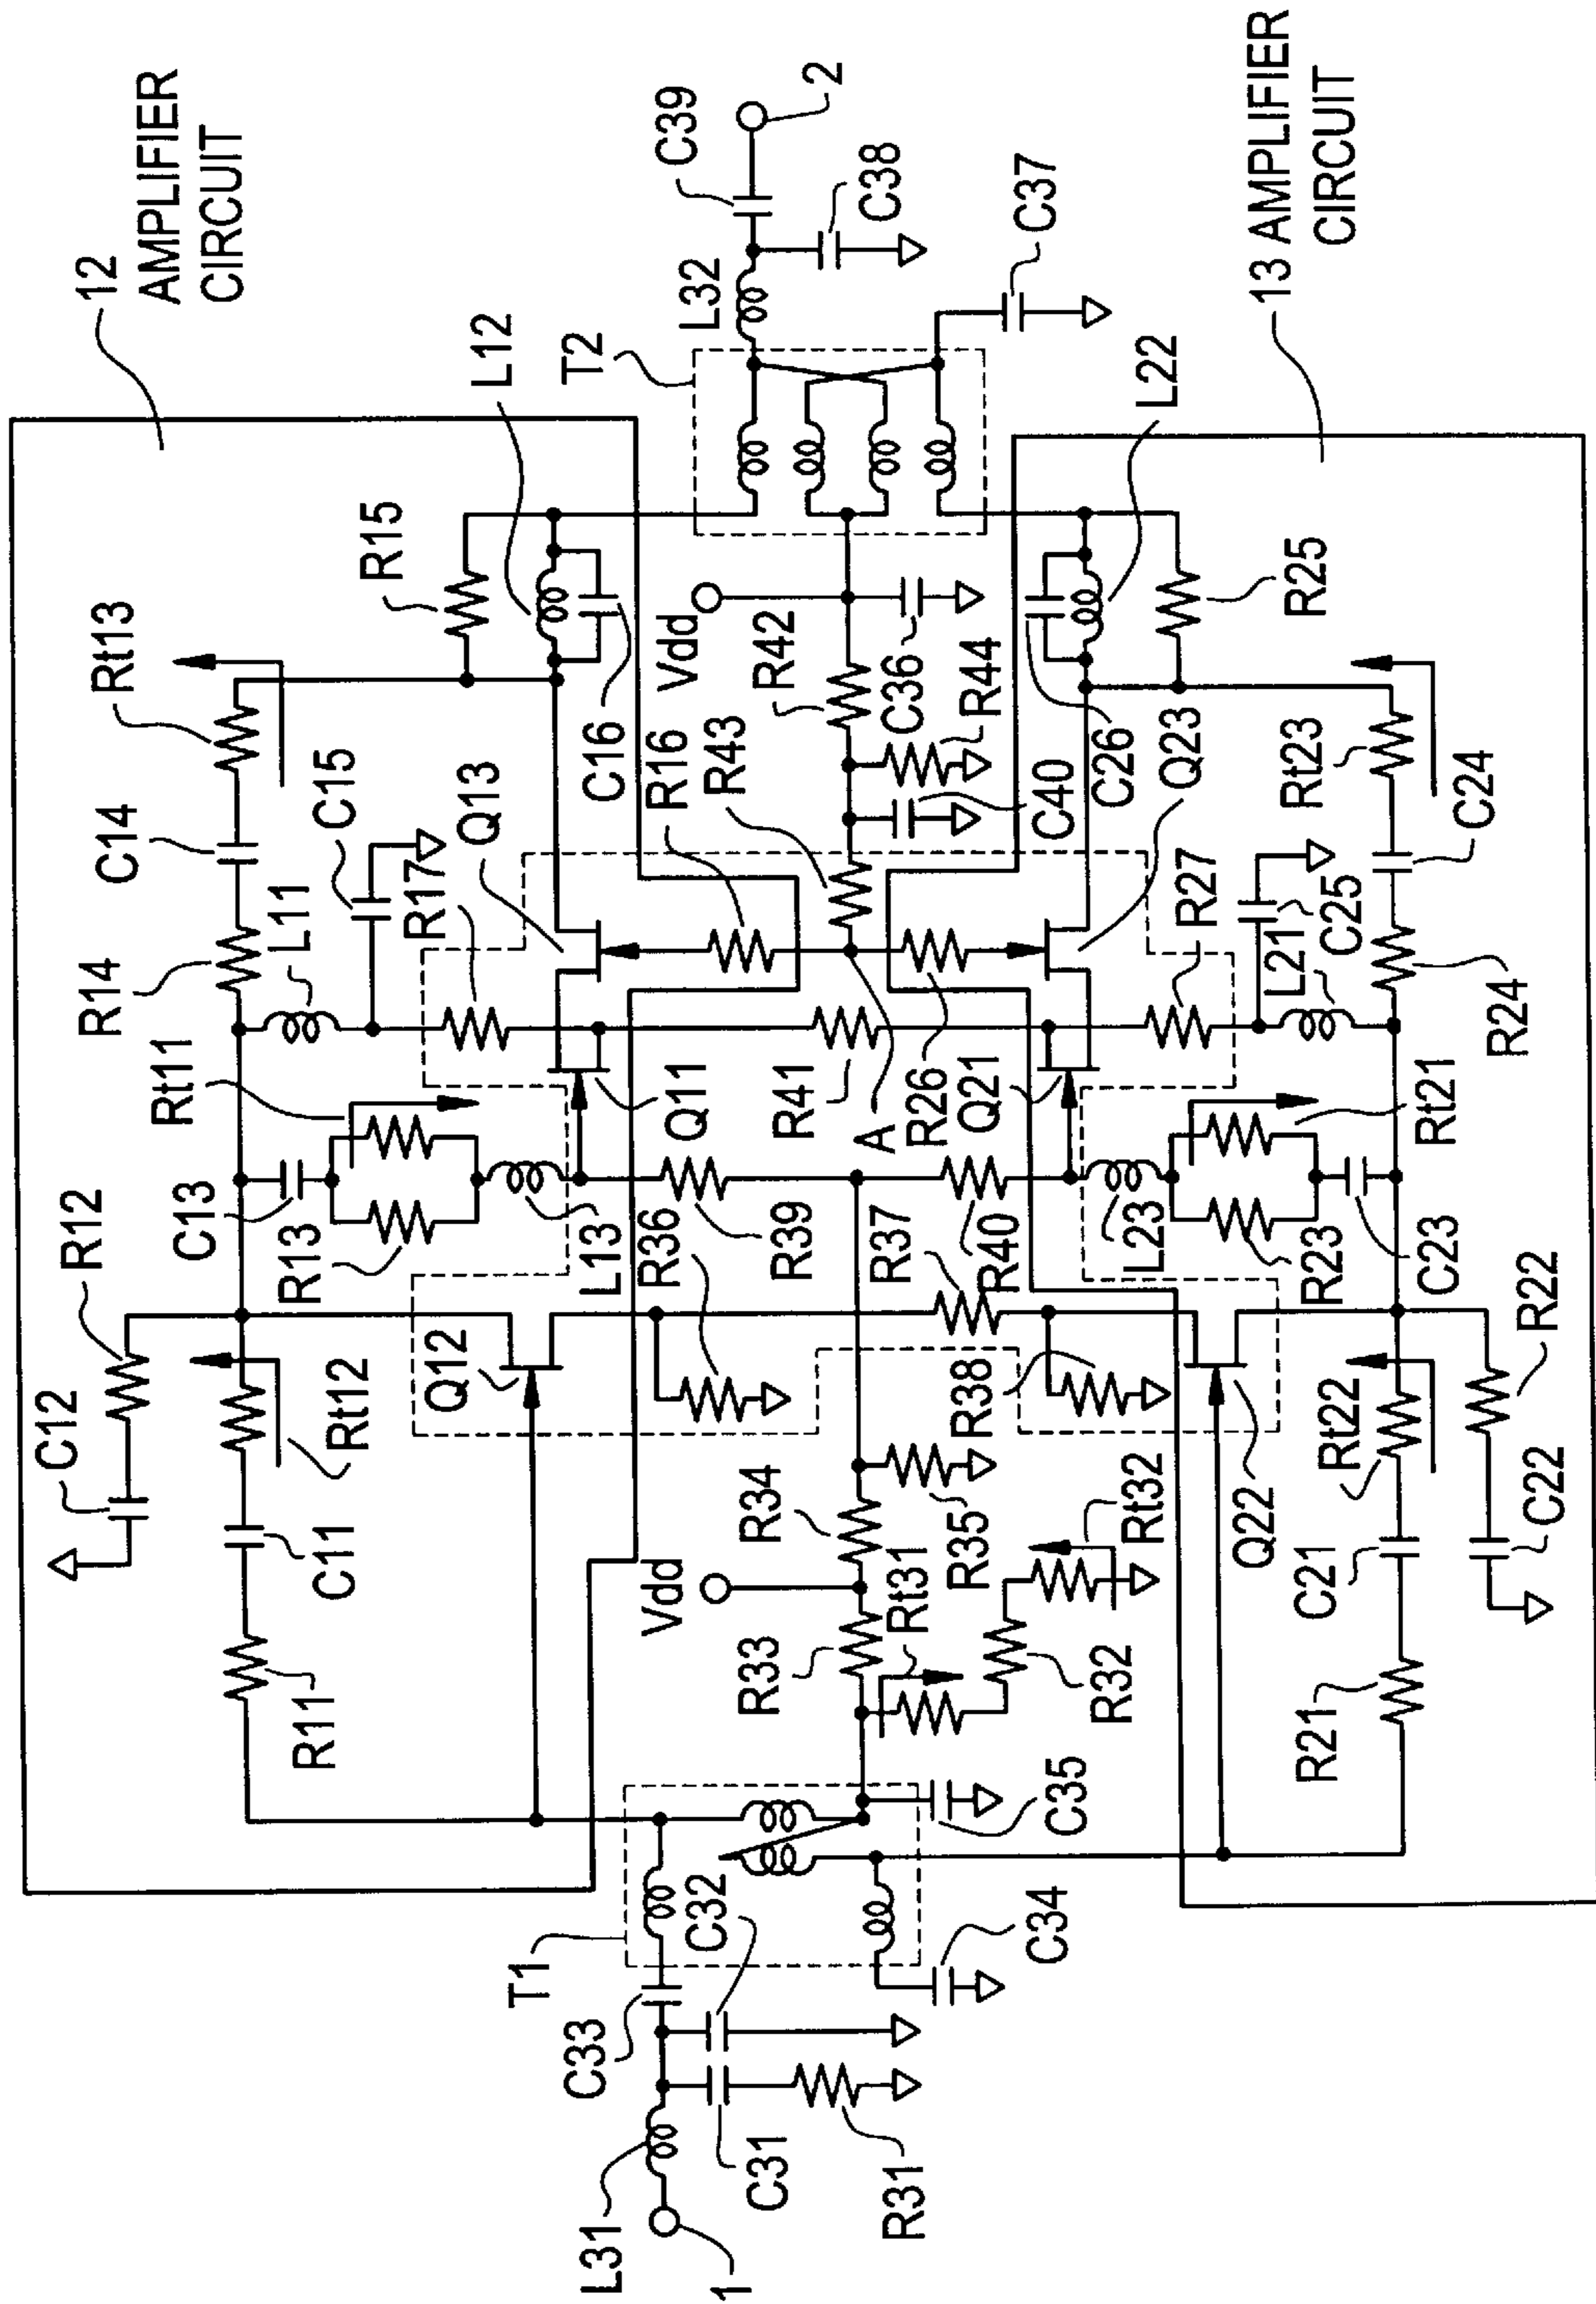 12
AMPLIFIER
CIRCUIT
Rt13
R15
L12
C14
C15
R14
L11
R17
Q13
C16
R16
Rt11
C13
R12
R13
L13
Q11
C12
Rt12
Q12
C11
R11
T2
L32
C39
2
C38
C37
Vdd
R42
C36
R44
R43
C40
R41
A
R26
R36
R39
R37
R40
R38
R34
R35
Vdd
R33
Rt31
R32
Rt32
C35
T1
C32
C33
C34
L31
C31
R31
1
13 AMPLIFIER
CIRCUIT
L22
R25
C26
Q23
Rt23
C24
R27
C25
L21
R24
Q21
Rt21
L23
R23
C23
R22
Rt22
Q22
C22
C21
R21